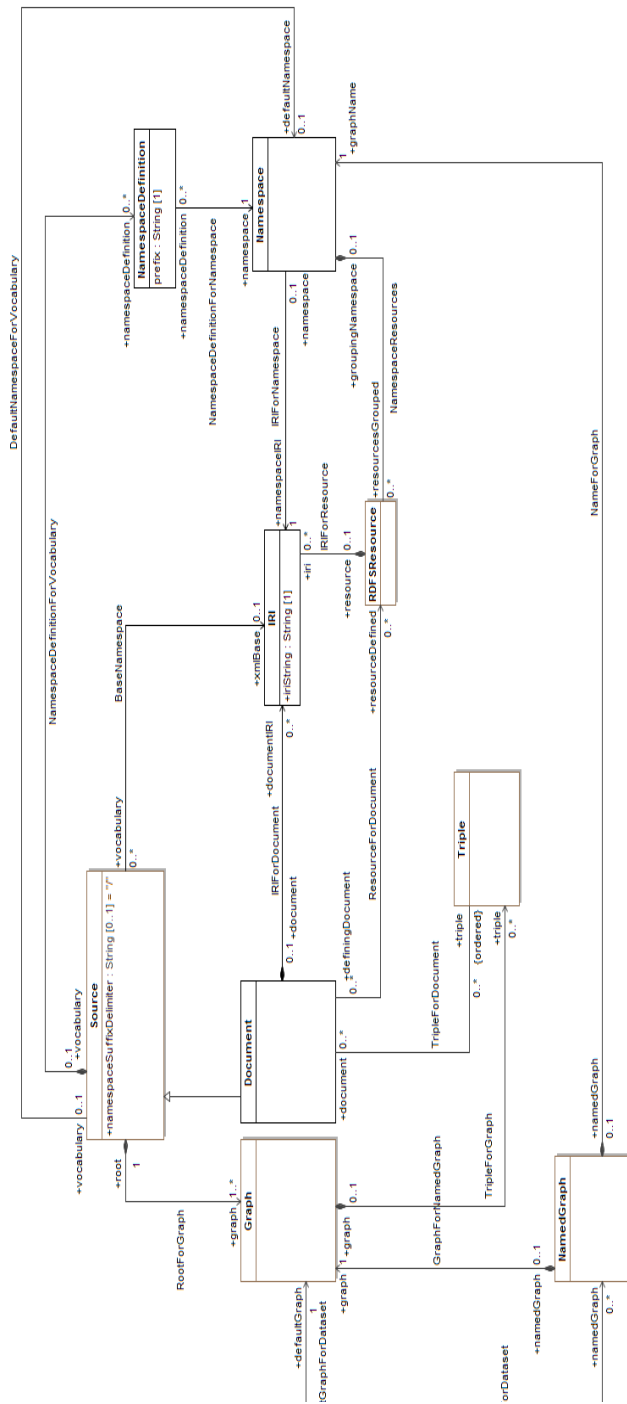 DefaultNamespaceForVocabulary
+vocabulary
0..1
+defaultNamespace
0..1
NamespaceDefinitionForVocabulary
0..1
+vocabulary
+namespaceDefinition
0..*
NamespaceDefinition
prefix : String [1]
+namespaceDefinition
0..*
NamespaceDefinitionForNamespace
+namespace
1
Namespace
+graphName
1
Source
+namespaceSuffixDelimiter : String [0..1] = "/"
+vocabulary
0..*
BaseNamespace
+xmlBase
0..1
IRI
+iriString : String [1]
+namespaceIRI
1
IRIForNamespace
0..1
+namespace
0..1
+groupingNamespace
NamespaceResources
+resourcesGrouped
0..*
0..*
+iri
IRIForResource
0..1
+resource
RDFSResource
+root
1
RootForGraph
+graph
1..*
Graph
Document
0..1
+document
IRIForDocument
+documentIRI
0..*
+definingDocument
0..*
ResourceForDocument
+resourceDefined
0..*
0..*
+document
TripleForDocument
+triple
0..*
{ordered}
Triple
+triple
0..*
TripleForGraph
0..1
+graph
1
+graph
GraphForNamedGraph
0..1
+namedGraph
NamedGraph
+namedGraph
0..1
NameForGraph
+defaultGraph
1
tGraphForDataset
+namedGraph
0..*
orDataset